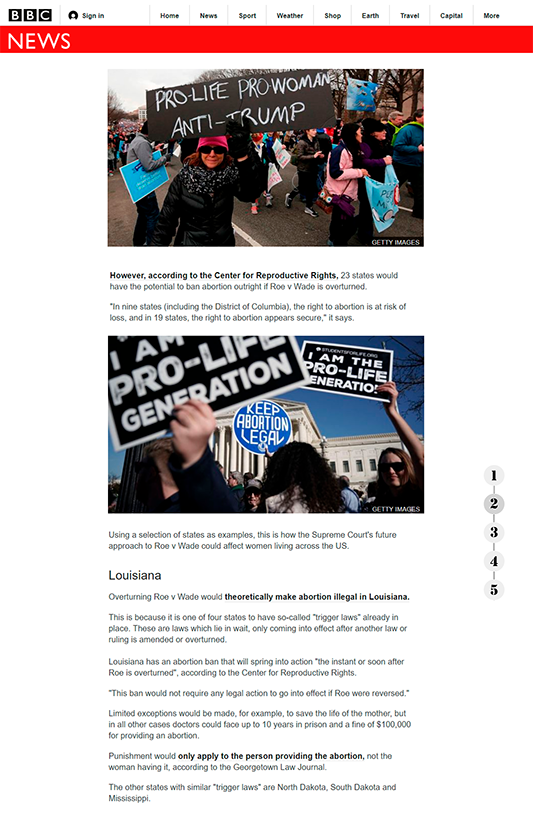 BBC Sign in Home News Sport Weather Shop Earth Travel Capital More
NEWS
PRO-LIFE PRO-WOMAN
ANTI-TRUMP
GETTY IMAGES
However, according to the Center for Reproductive Rights, 23 states would
have the potential to ban abortion outright if Roe v Wade is overturned.
"In nine states (including the District of Columbia), the right to abortion is at risk of
loss, and in 19 states, the right to abortion appears secure," it says.
I AM
PRO-LIFE
GENERATION
STUDENTSFORLIFE.ORG
I AM THE
PRO-LIFE
GENERATIO
KEEP
ABORTION
LEGAL
GETTY IMAGES
1
2
3
4
5
Using a selection of states as examples, this is how the Supreme Court's future
approach to Roe v Wade could affect women living across the US.
Louisiana
Overturning Roe v Wade would theoretically make abortion illegal in Louisiana.
This is because it is one of four states to have so-called "trigger laws" already in
place. These are laws which lie in wait, only coming into effect after another law or
ruling is amended or overturned.
Louisiana has an abortion ban that will spring into action "the instant or soon after
Roe is overturned", according to the Center for Reproductive Rights.
"This ban would not require any legal action to go into effect if Roe were reversed."
Limited exceptions would be made, for example, to save the life of the mother, but
in all other cases doctors could face up to 10 years in prison and a fine of $100,000
for providing an abortion.
Punishment would only apply to the person providing the abortion, not the
woman having it, according to the Georgetown Law Journal.
The other states with similar "trigger laws" are North Dakota, South Dakota and
Mississippi.